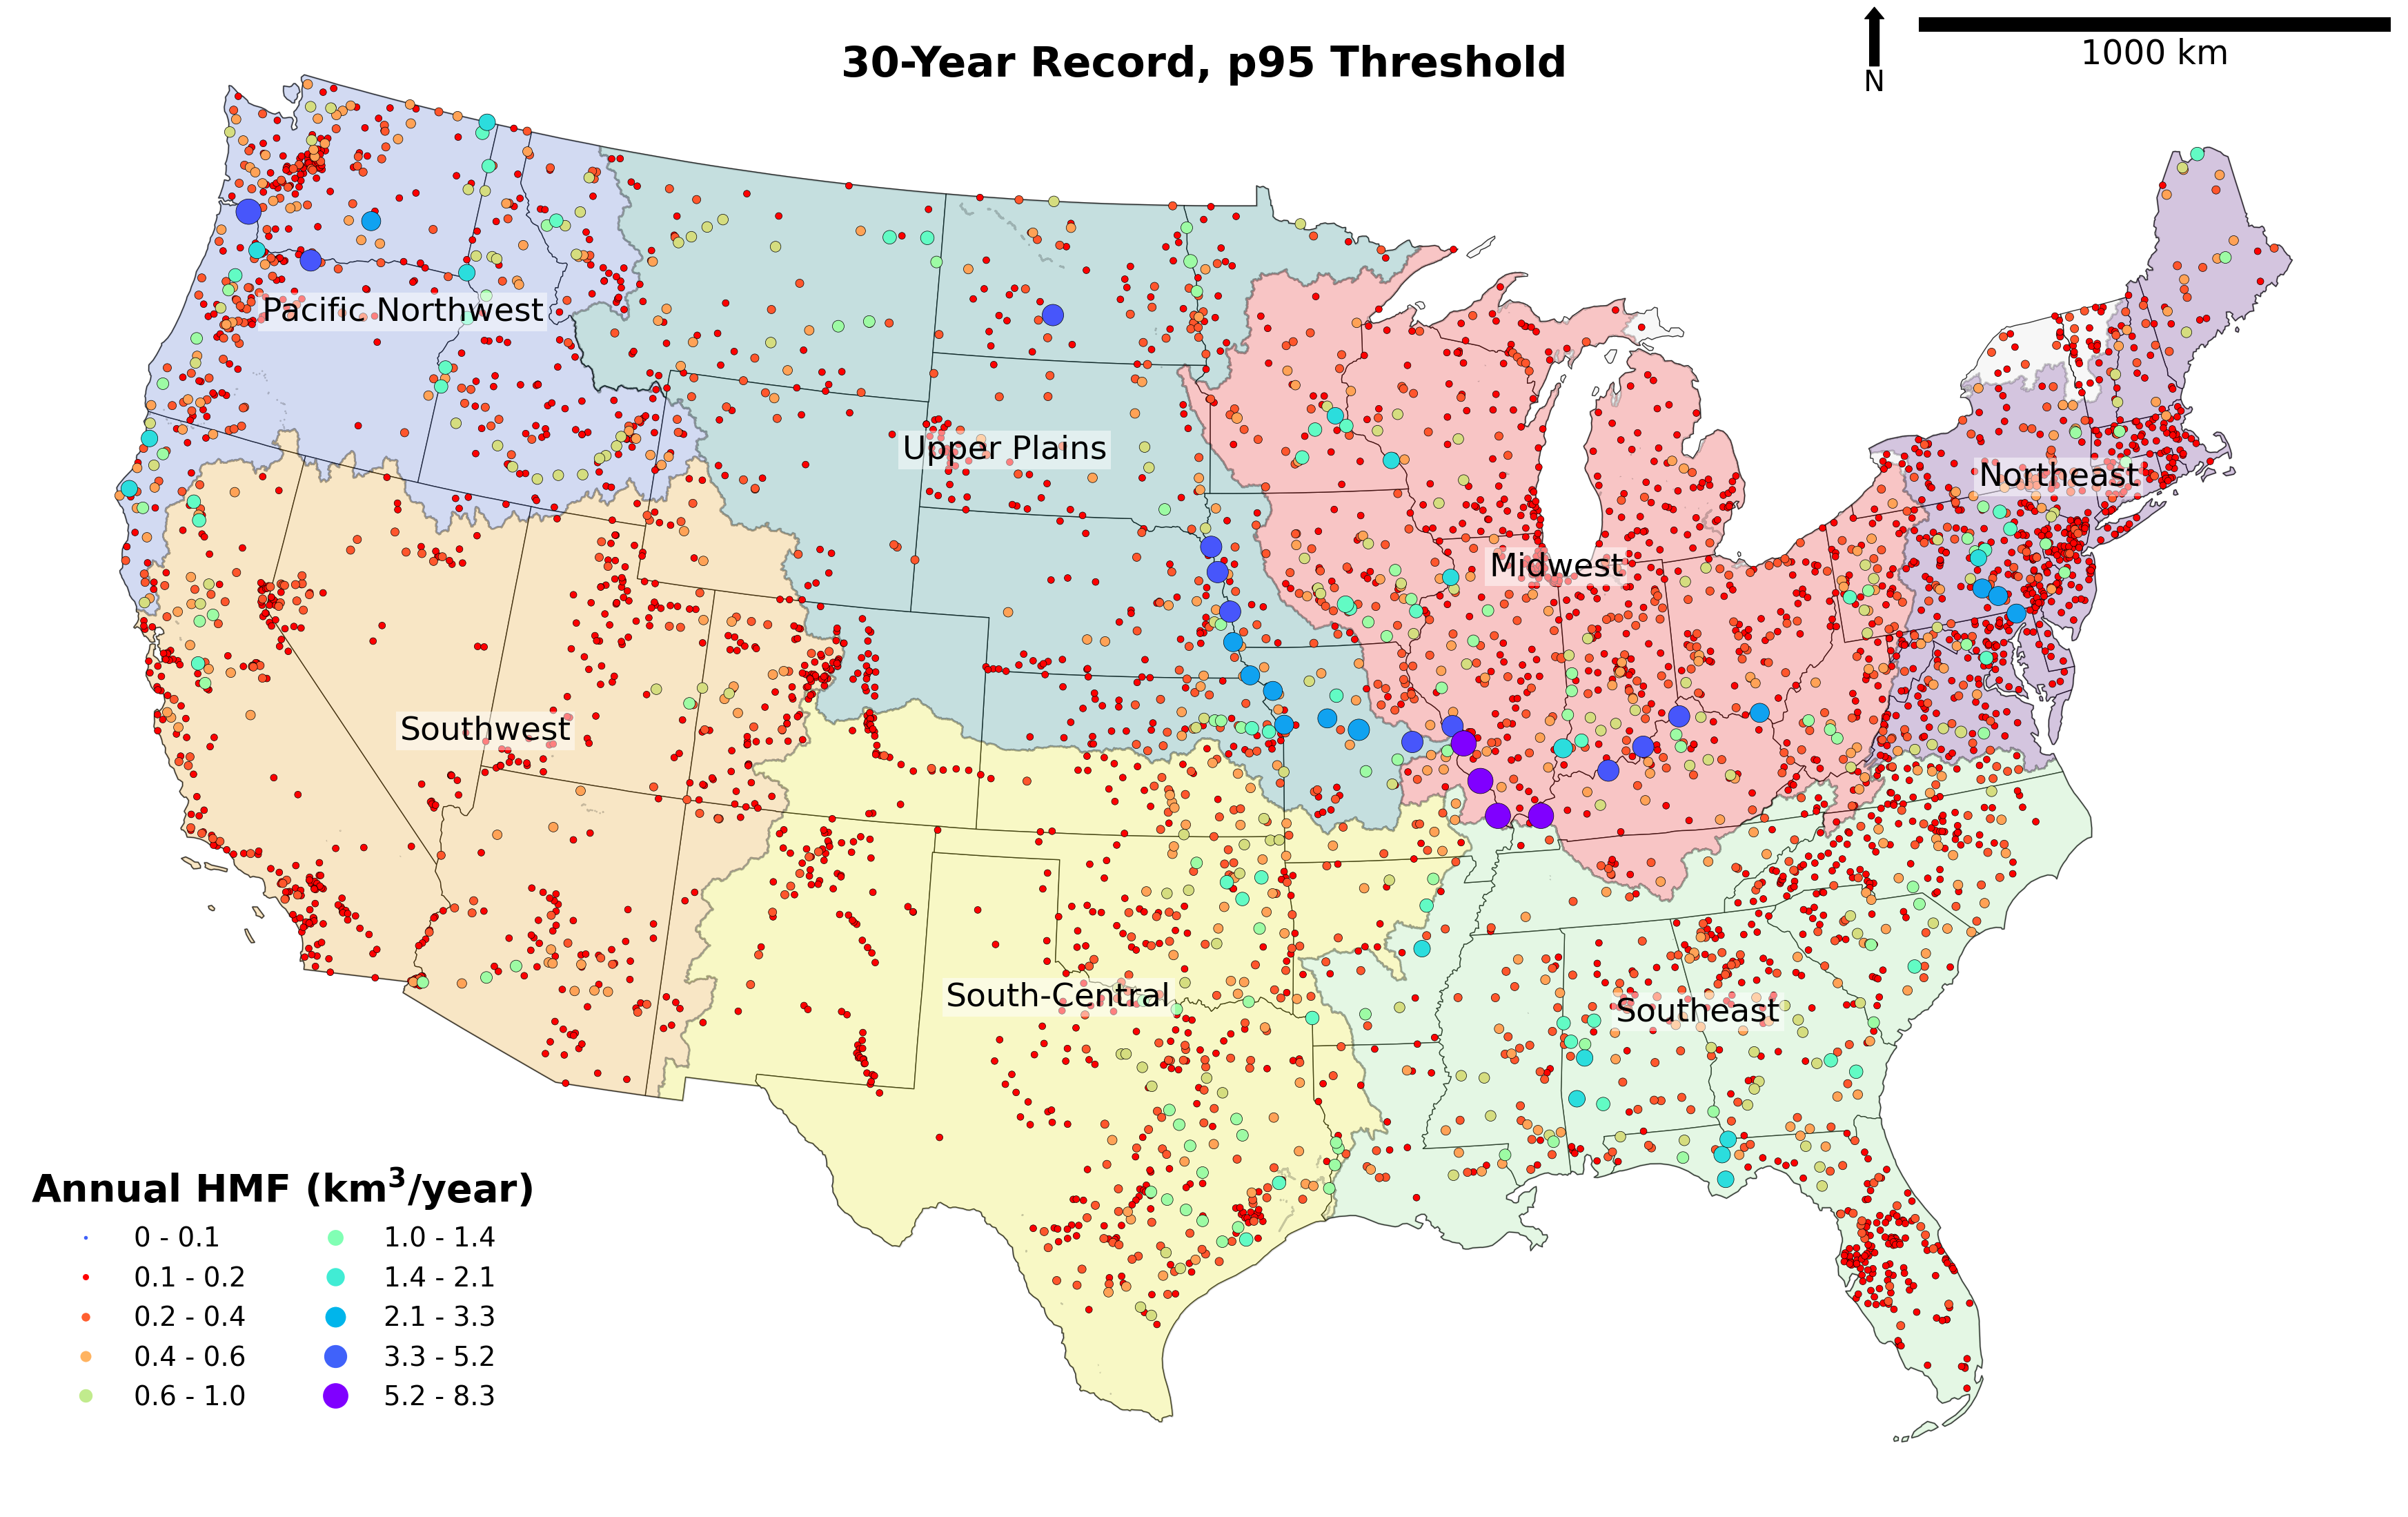 30-Year Record, p95 Threshold
1000 km
N
Pacific Northwest
Upper Plains
Northeast
Midwest
Southwest
South-Central
Southeast
Annual HMF (km³/year)
0 - 0.1
0.1 - 0.2
0.2 - 0.4
0.4 - 0.6
0.6 - 1.0
1.0 - 1.4
1.4 - 2.1
2.1 - 3.3
3.3 - 5.2
5.2 - 8.3